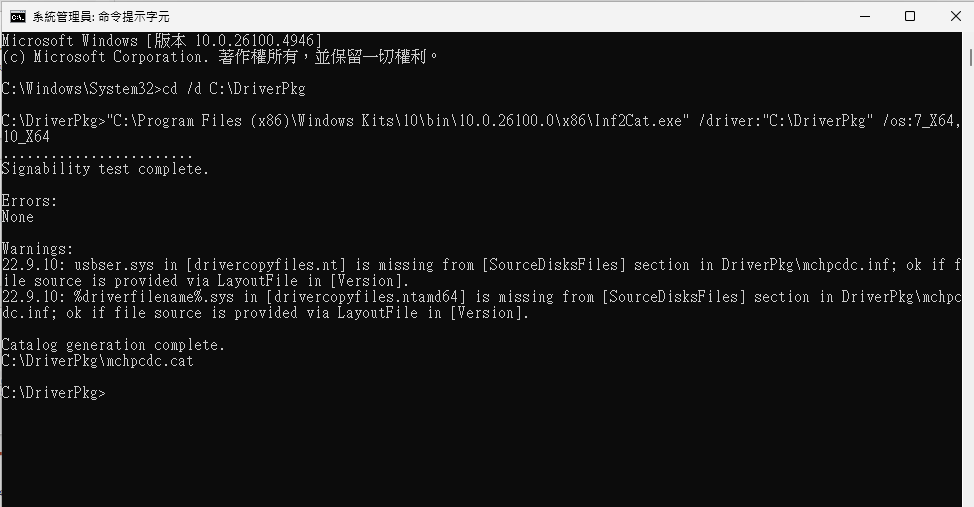 系統管理員: 命令提示字元
Microsoft Windows [版本 10.0.26100.4946]
(c) Microsoft Corporation. 著作權所有，並保留一切權利。
C:\Windows\System32>cd /d C:\DriverPkg
C:\DriverPkg>"C:\Program Files (x86)\Windows Kits\10\bin\10.0.26100.0\x86\Inf2Cat.exe" /driver:"C:\DriverPkg" /os:7_X64,
10_X64
........................
Signability test complete.
Errors:
None
Warnings:
22.9.10: usbser.sys in [drivercopyfiles.nt] is missing from [SourceDisksFiles] section in DriverPkg\mchpcdc.inf; ok if f
ile source is provided via LayoutFile in [Version].
22.9.10: %driverfilename%.sys in [drivercopyfiles.ntamd64] is missing from [SourceDisksFiles] section in DriverPkg\mchpc
dc.inf; ok if file source is provided via LayoutFile in [Version].
Catalog generation complete.
C:\DriverPkg\mchpcdc.cat
C:\DriverPkg>